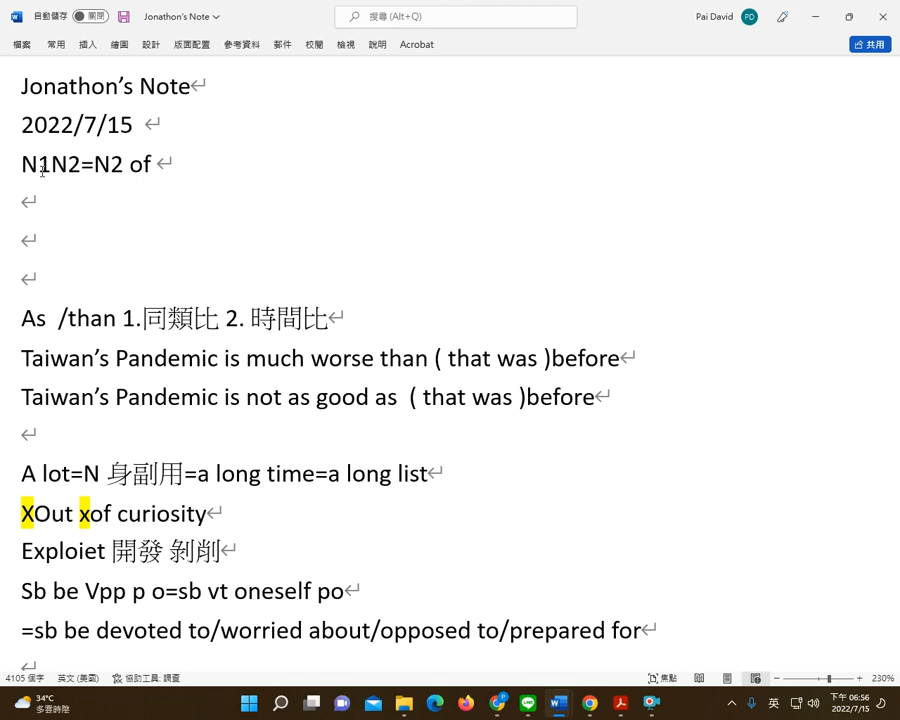 自動儲存 關閉 Jonathon's Note 搜尋 (Alt+Q) Pai David PD
檔案 常用 插入 繪圖 設計 版面配置 參考資料 郵件 校閱 檢視 說明 Acrobat 共用
Jonathon's Note
2022/7/15
N1N2=N2 of
As /than 1.同類比 2. 時間比
Taiwan's Pandemic is much worse than ( that was )before
Taiwan's Pandemic is not as good as ( that was )before
A lot=N 身副用=a long time=a long list
XOut xof curiosity
Exploiet 開發 剝削
Sb be Vpp p o=sb vt oneself po
=sb be devoted to/worried about/opposed to/prepared for
4105 個字 英文 (美國) 協助工具: 調查 焦點 230%
34°C 下午 06:56
多雲時陰 英 2022/7/15